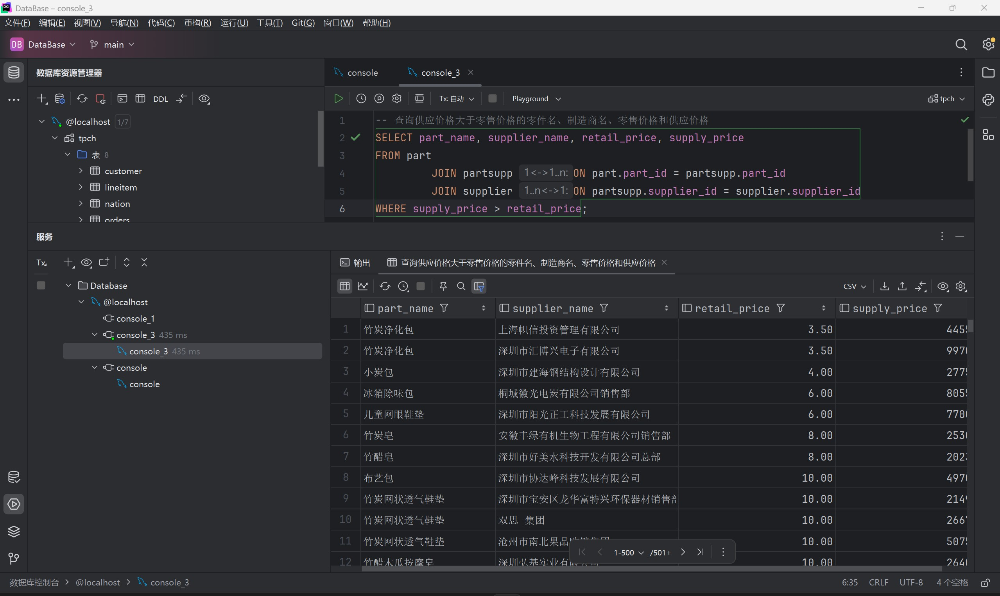 DG DataBase – console_3
文件(F) 编辑(E) 视图(V) 导航(N) 代码(C) 重构(R) 运行(U) 工具(T) Git(G) 窗口(W) 帮助(H)
DB DataBase main
数据库资源管理器
console console_3
DDL
Tx: 自动 Playground tpch
@localhost 1/7
tpch
表 8
customer
lineitem
nation
orders
1 -- 查询供应价格大于零售价格的零件名、制造商名、零售价格和供应价格
2 SELECT part_name, supplier_name, retail_price, supply_price
3 FROM part
4 JOIN partsupp 1<->1..n: ON part.part_id = partsupp.part_id
5 JOIN supplier 1..n<->1: ON partsupp.supplier_id = supplier.supplier_id
6 WHERE supply_price > retail_price;
服务
Tx
Database
@localhost
console_1
console_3 435 ms
console_3 435 ms
console
console
输出 查询供应价格大于零售价格的零件名、制造商名、零售价格和供应价格
CSV
part_name supplier_name retail_price supply_price
1 竹炭净化包 上海帜信投资管理有限公司 3.50 445
2 竹炭净化包 深圳市汇博兴电子有限公司 3.50 997
3 小炭包 深圳市建海钢结构设计有限公司 4.00 277
4 冰箱除味包 桐城徽光电炭有限公司销售部 6.00 805
5 儿童网眼鞋垫 深圳市阳光正工科技发展有限公司 6.00 770
6 竹炭皂 安徽丰绿有机生物工程有限公司销售部 8.00 253
7 竹醋皂 深圳市好美水科技开发有限公司总部 8.00 202
8 布艺包 深圳市协达峰科技发展有限公司 10.00 497
9 竹炭网状透气鞋垫 深圳市宝安区龙华富特兴环保器材销售 10.00 214
10 竹炭网状透气鞋垫 双思 集团 10.00 266
11 竹炭网状透气鞋垫 沧州市南北果品购销集团 10.00 507
12 竹醋木瓜按摩皂 深圳弘基实业有 10.00 264
1-500 /501+
数据库控制台 @localhost console_3
6:35 CRLF UTF-8 4 个空格